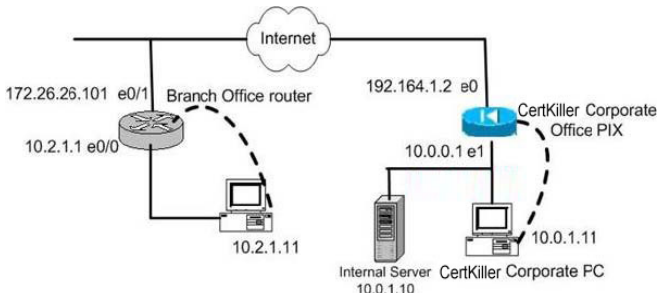 Internet
172.26.26.101 e0/1
Branch Office router
192.164.1.2 e0
CertKiller Corporate
Office PIX
10.2.1.1 e0/0
10.0.0.1 e1
10.2.1.11
10.0.1.11
Internal Server
10.0.1.10
CertKiller Corporate PC